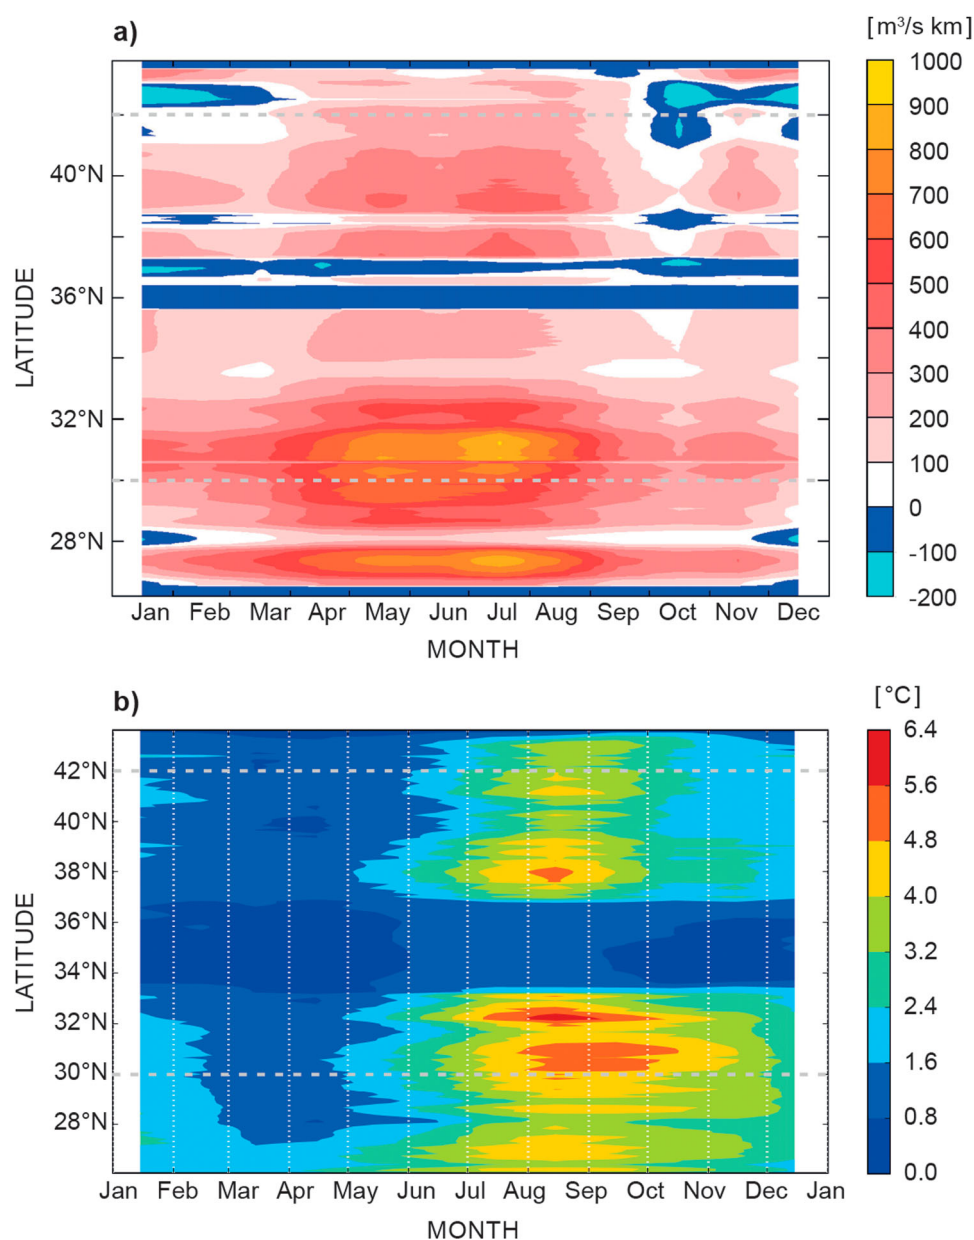 a)
[m³/s km]
1000
900
800
700
600
500
400
300
200
100
0
-100
-200
LATITUDE
40°N
36°N
32°N
28°N
Jan Feb Mar Apr May Jun Jul Aug Sep Oct Nov Dec
MONTH
b)
[°C]
6.4
5.6
4.8
4.0
3.2
2.4
1.6
0.8
0.0
LATITUDE
42°N
40°N
38°N
36°N
34°N
32°N
30°N
28°N
Jan Feb Mar Apr May Jun Jul Aug Sep Oct Nov Dec Jan
MONTH